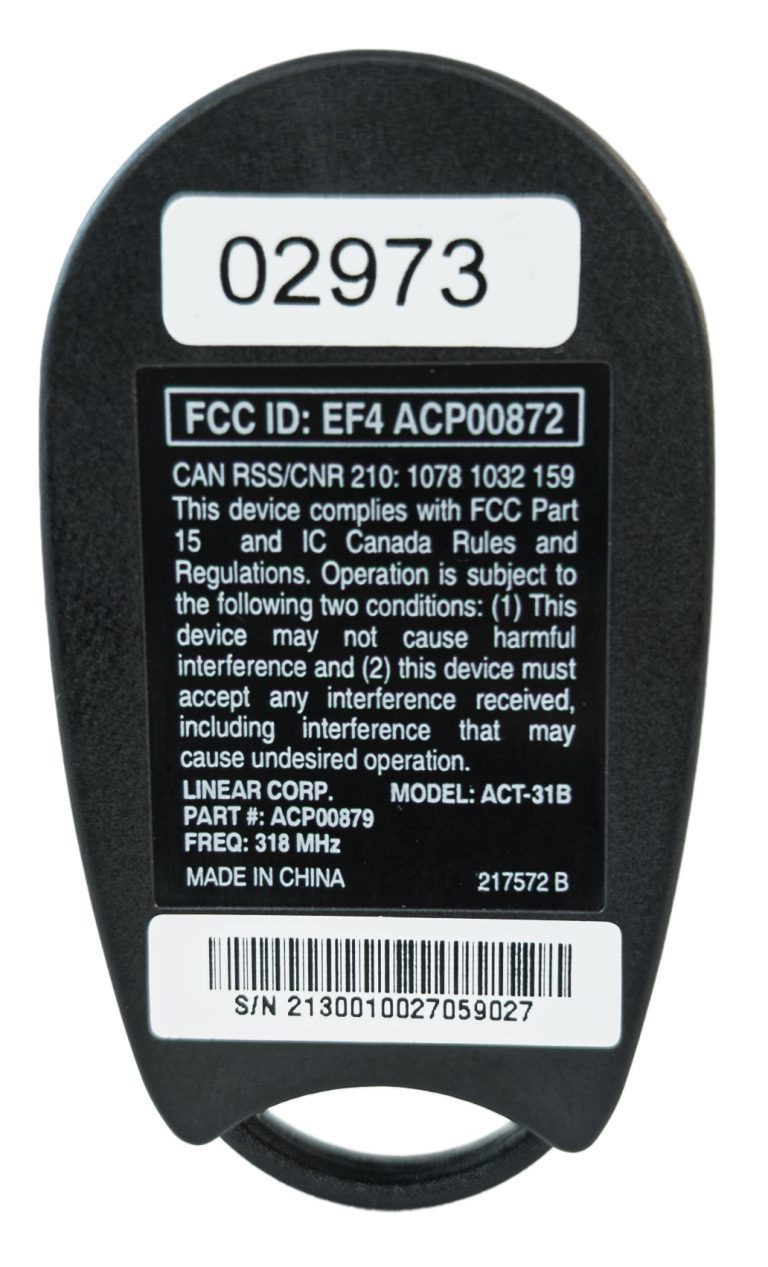 02973
FCC ID: EF4 ACP00872
CAN RSS/CNR 210: 1078 1032 159
This device complies with FCC Part
15 and IC Canada Rules and
Regulations. Operation is subject to
the following two conditions: (1) This
device may not cause harmful
interference and (2) this device must
accept any interference received,
including interference that may
cause undesired operation.
LINEAR CORP. MODEL: ACT-31B
PART #: ACP00879
FREQ: 318 MHz
MADE IN CHINA 217572 B
S/N 2130010027059027